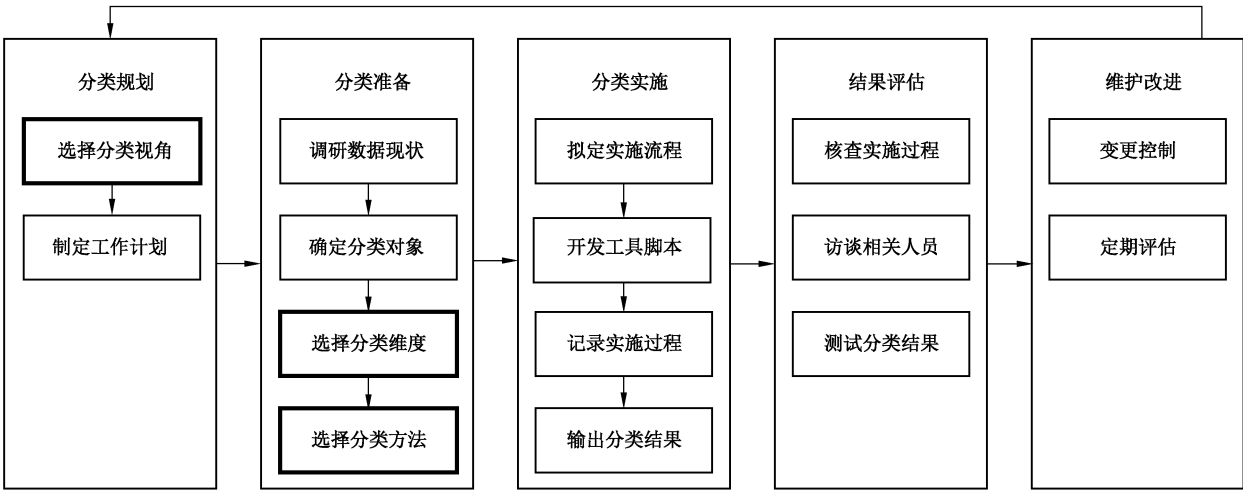 分类规划
选择分类视角
制定工作计划
分类准备
调研数据现状
确定分类对象
选择分类维度
选择分类方法
分类实施
拟定实施流程
开发工具脚本
记录实施过程
输出分类结果
结果评估
核查实施过程
访谈相关人员
测试分类结果
维护改进
变更控制
定期评估